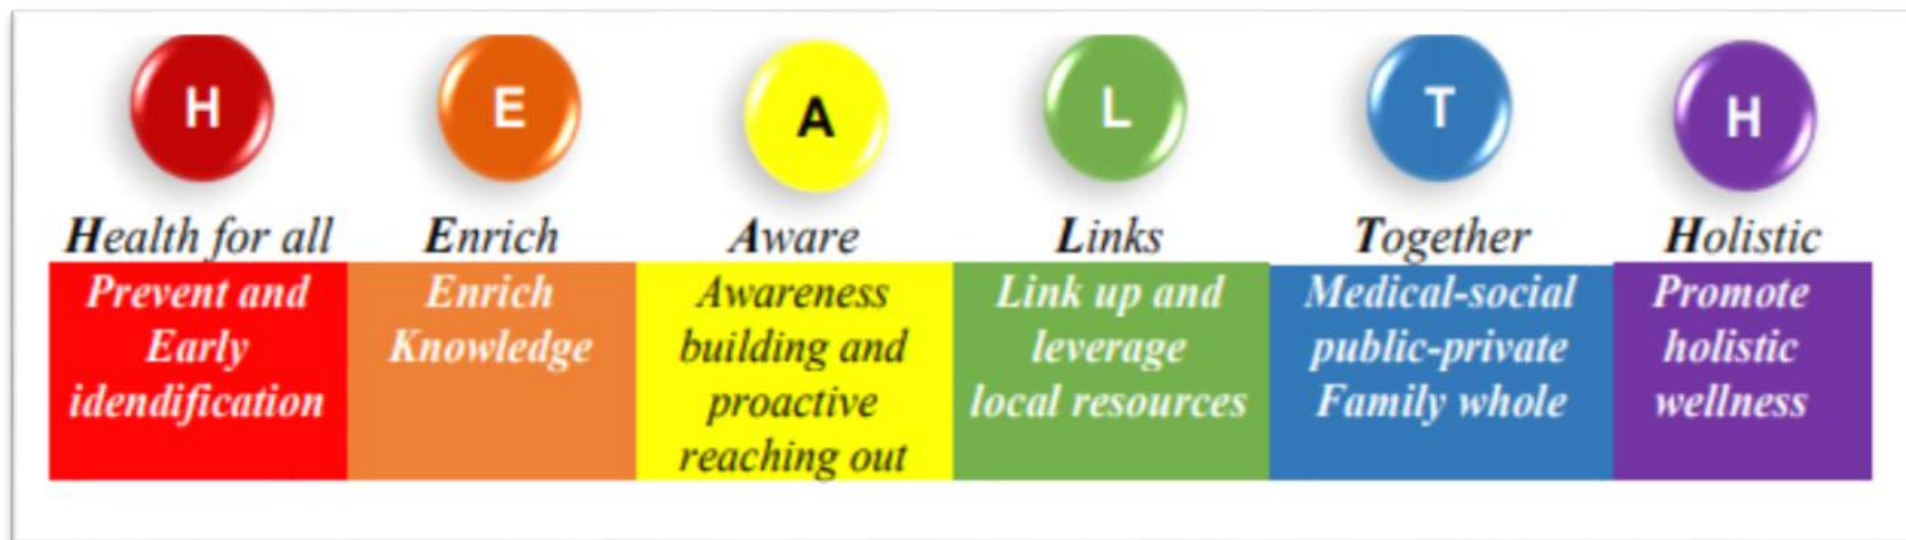 H
E
A
L
T
H
Health for all
Prevent and
Early
idendification
Enrich
Enrich
Knowledge
Aware
Awareness
building and
proactive
reaching out
Links
Link up and
leverage
local resources
Together
Medical-social
public-private
Family whole
Holistic
Promote
holistic
wellness